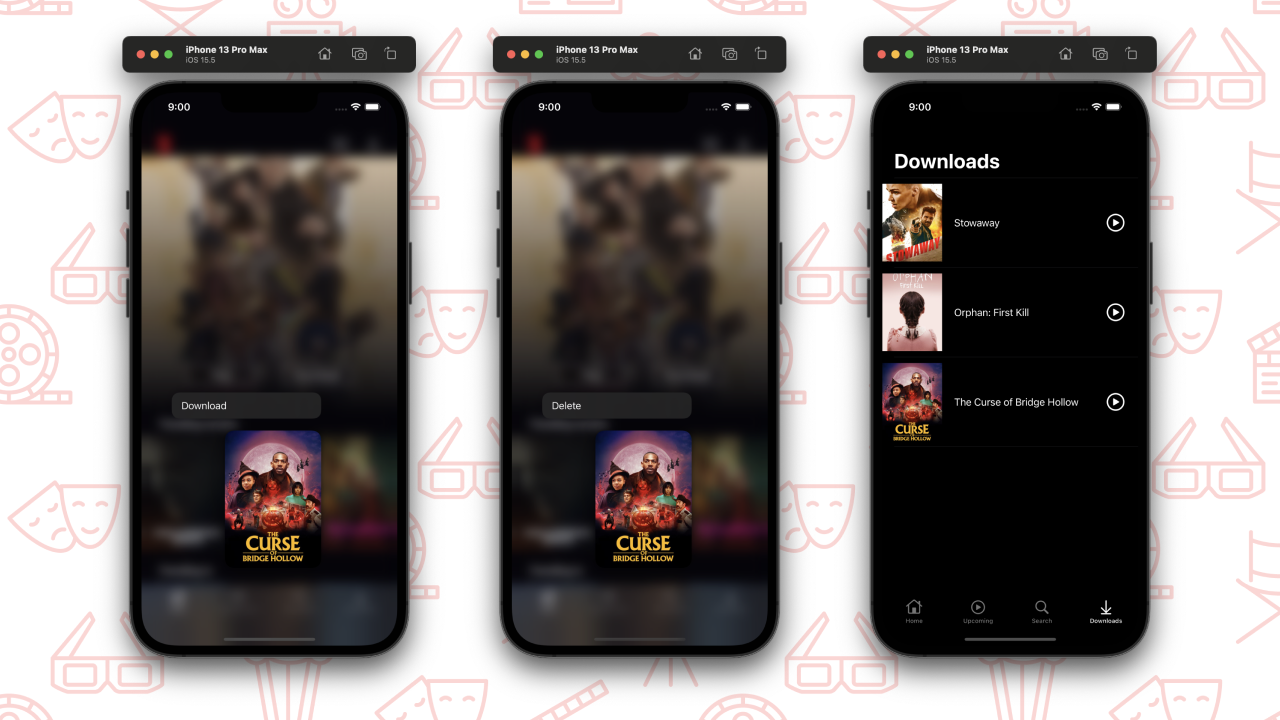 iPhone 13 Pro Max
iOS 15.5
9:00
Download
THE
CURSE
OF
BRIDGE HOLLOW
iPhone 13 Pro Max
iOS 15.5
9:00
Delete
THE
CURSE
OF
BRIDGE HOLLOW
iPhone 13 Pro Max
iOS 15.5
9:00
Downloads
STOWAWAY
Stowaway
ORPHAN
First Kill
Orphan: First Kill
THE
CURSE
BRIDGE HOLLOW
The Curse of Bridge Hollow
Home
Upcoming
Search
Downloads